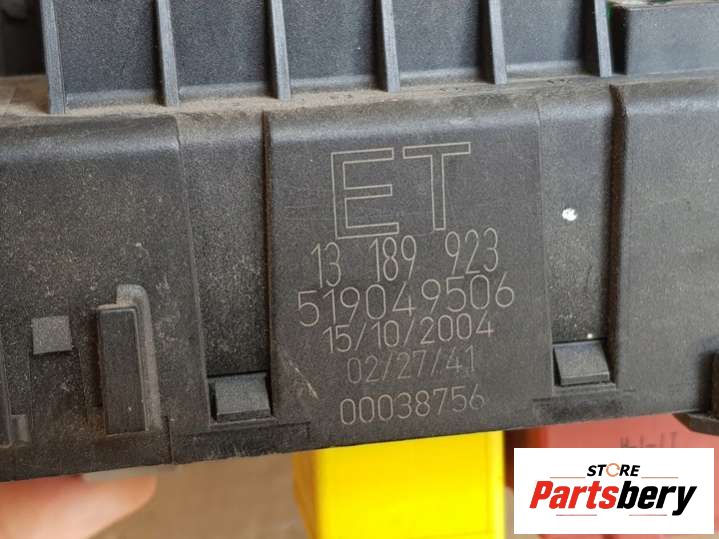 ET
13 189 923
519049506
15/10/2004
02/27/41
00038756
STORE
Partsbery